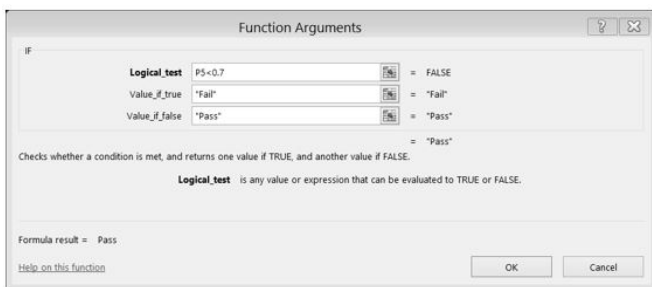 Function Arguments
IF
Logical_test P5<0.7 = FALSE
Value_if_true "Fail" = "Fail"
Value_if_false "Pass" = "Pass"
= "Pass"
Checks whether a condition is met, and returns one value if TRUE, and another value if FALSE.
Logical_test is any value or expression that can be evaluated to TRUE or FALSE.
Formula result = Pass
Help on this function
OK Cancel